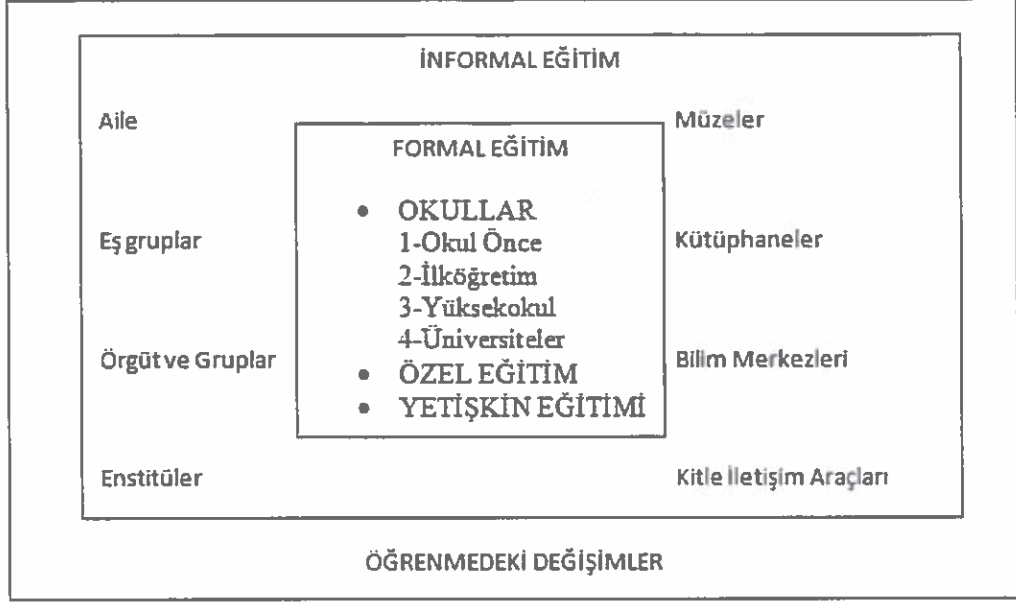 İNFORMAL EĞİTİM
Aile
Müzeler
FORMAL EĞİTİM
• OKULLAR
1-Okul Önce
Eş gruplar
Kütüphaneler
2-İlköğretim
3-Yüksekokul
4-Üniversiteler
Örgüt ve Gruplar
Bilim Merkezleri
• ÖZEL EĞİTİM
• YETİŞKİN EĞİTİMİ
Enstitüler
Kitle İletişim Araçları
ÖĞRENMEDEKİ DEĞİŞİMLER